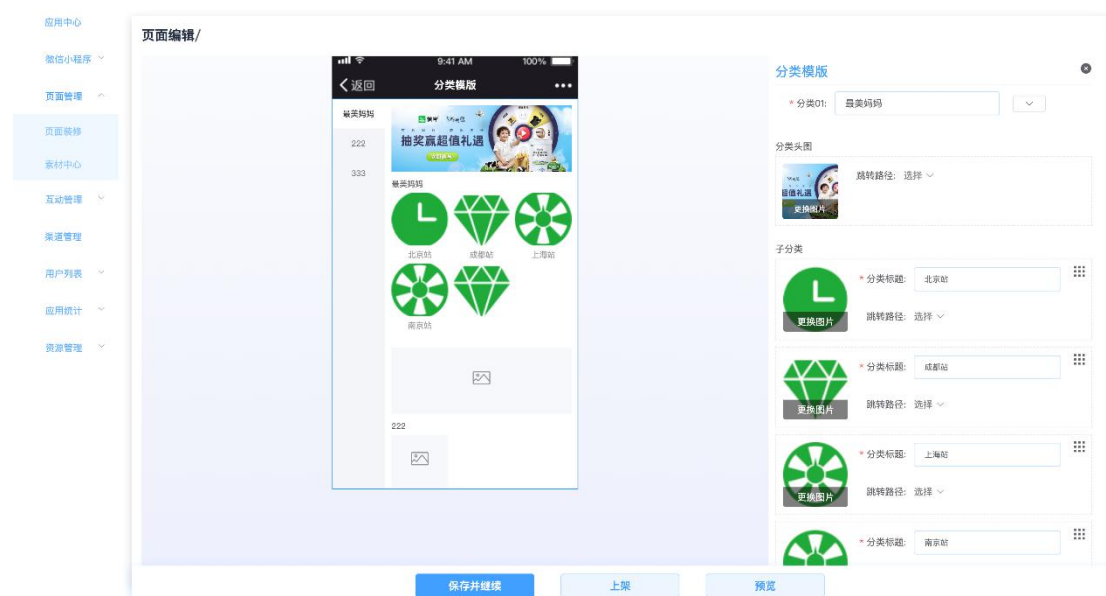 应用中心
微信小程序
页面管理
页面装修
素材中心
互动管理
渠道管理
用户列表
应用统计
资源管理
页面编辑/
9:41 AM
100%
返回
分类模版
最美妈妈
222
333
抽奖赢超值礼遇
最美妈妈
北京站
成都站
上海站
南京站
222
分类模版
* 分类01:
最美妈妈
分类头图
跳转路径: 选择
更换图片
子分类
* 分类标题: 北京站
跳转路径: 选择
更换图片
* 分类标题: 成都站
跳转路径: 选择
更换图片
* 分类标题: 上海站
跳转路径: 选择
更换图片
* 分类标题: 南京站
保存并继续
上架
预览